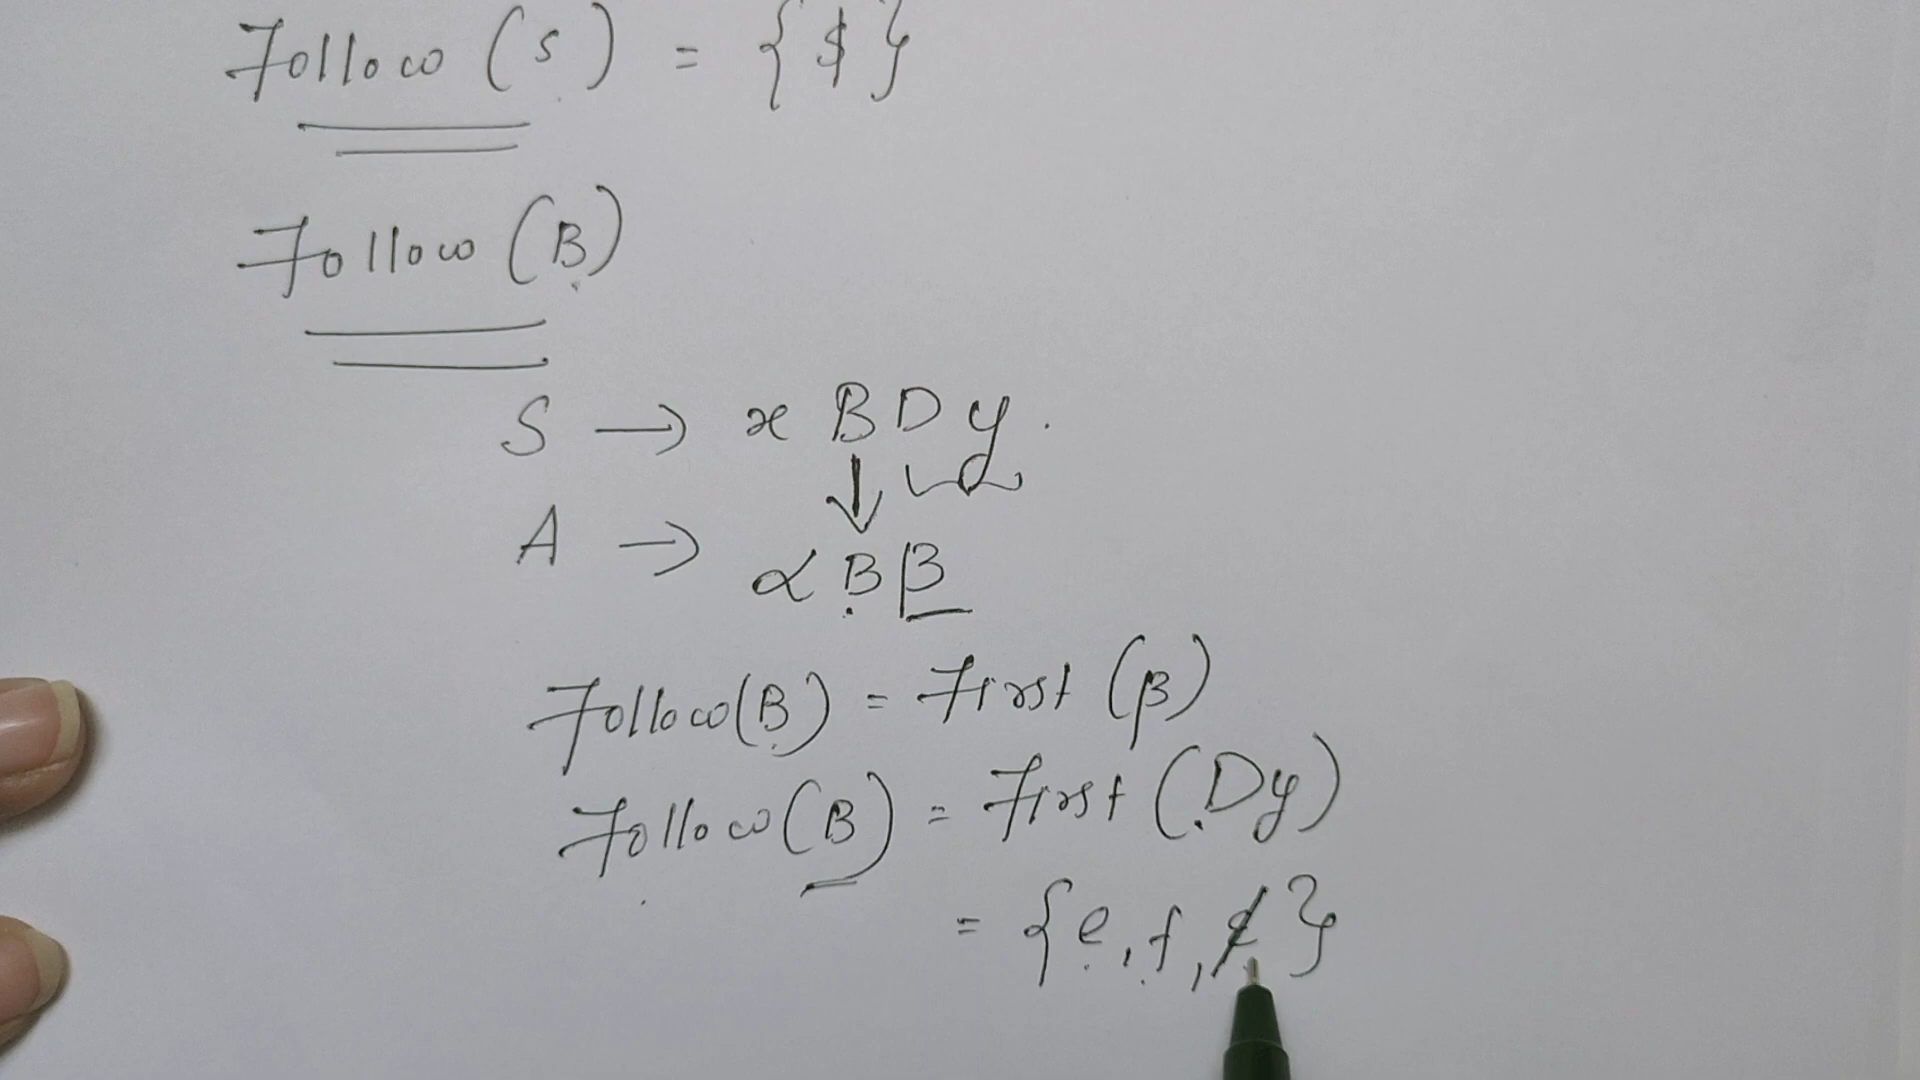 Follow (S) = {$}
Follow (B)
S → x B D y.
A → α B β
Follow(B) = First (β)
Follow (B) = First (Dy)
= {e, f, ε}